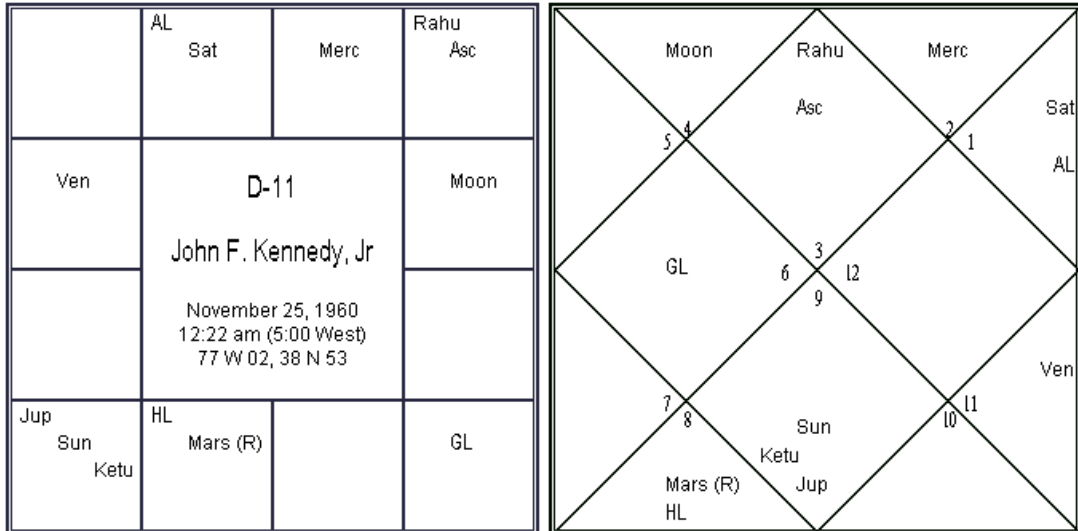 AL
Sat
Merc
Rahu
Asc
Ven
D-11
John F. Kennedy, Jr
November 25, 1960
12:22 am (5:00 West)
77 W 02, 38 N 53
Moon
Jup
Sun
Ketu
HL
Mars (R)
GL
Moon Rahu Merc
Asc
Sat
AL
4
5
2
1
3
GL
6
12
9
Ven
7
8
11
10
Sun
Ketu
Jup
Mars (R)
HL